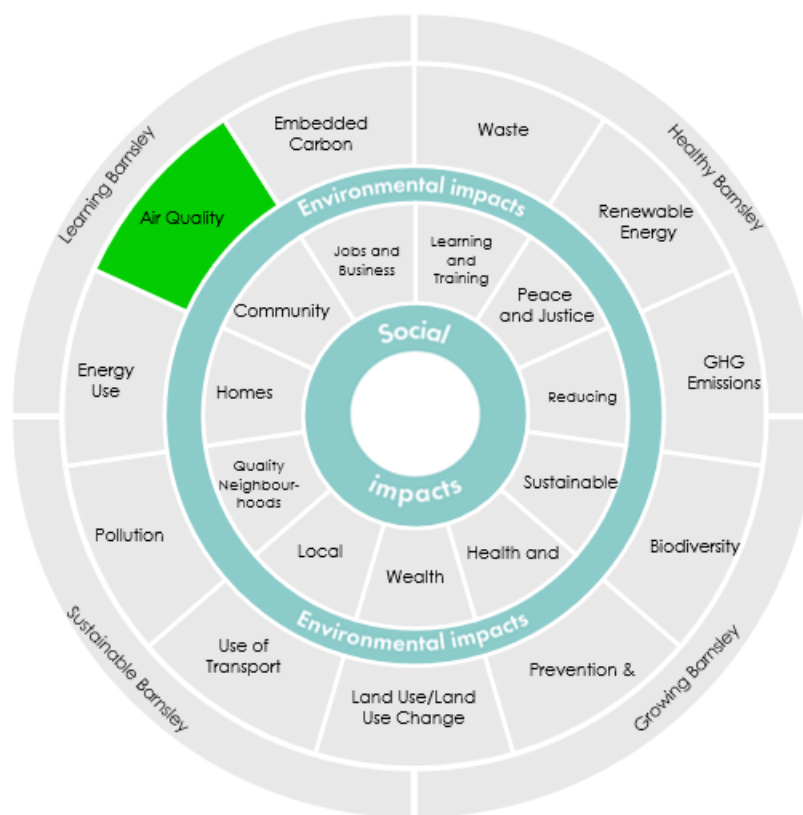 Learning Barnsley
Healthy Barnsley
Growing Barnsley
Sustainable Barnsley
Embedded
Carbon
Waste
Renewable
Energy
GHG
Emissions
Biodiversity
Prevention &
Land Use/Land
Use Change
Use of
Transport
Pollution
Energy
Use
Air Quality
Environmental impacts
Jobs and
Business
Learning
and
Training
Peace
and Justice
Reducing
Sustainable
Health and
Wealth
Local
Quality
Neighbour-
hoods
Homes
Community
Social
impacts
Environmental impacts